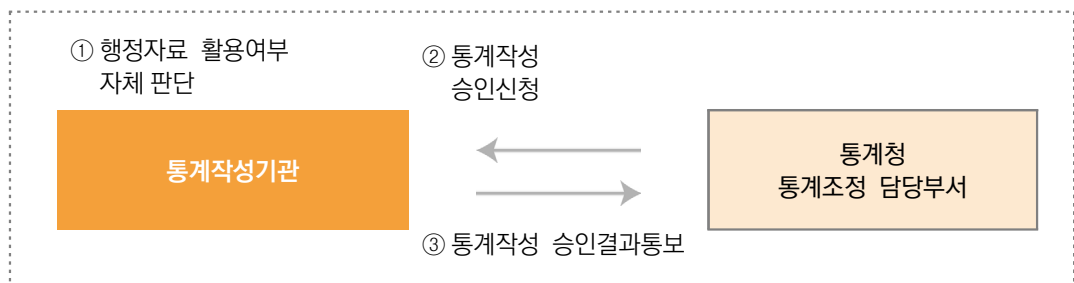 ① 행정자료 활용여부
자체 판단
② 통계작성
승인신청
통계작성기관
통계청
통계조정 담당부서
③ 통계작성 승인결과통보